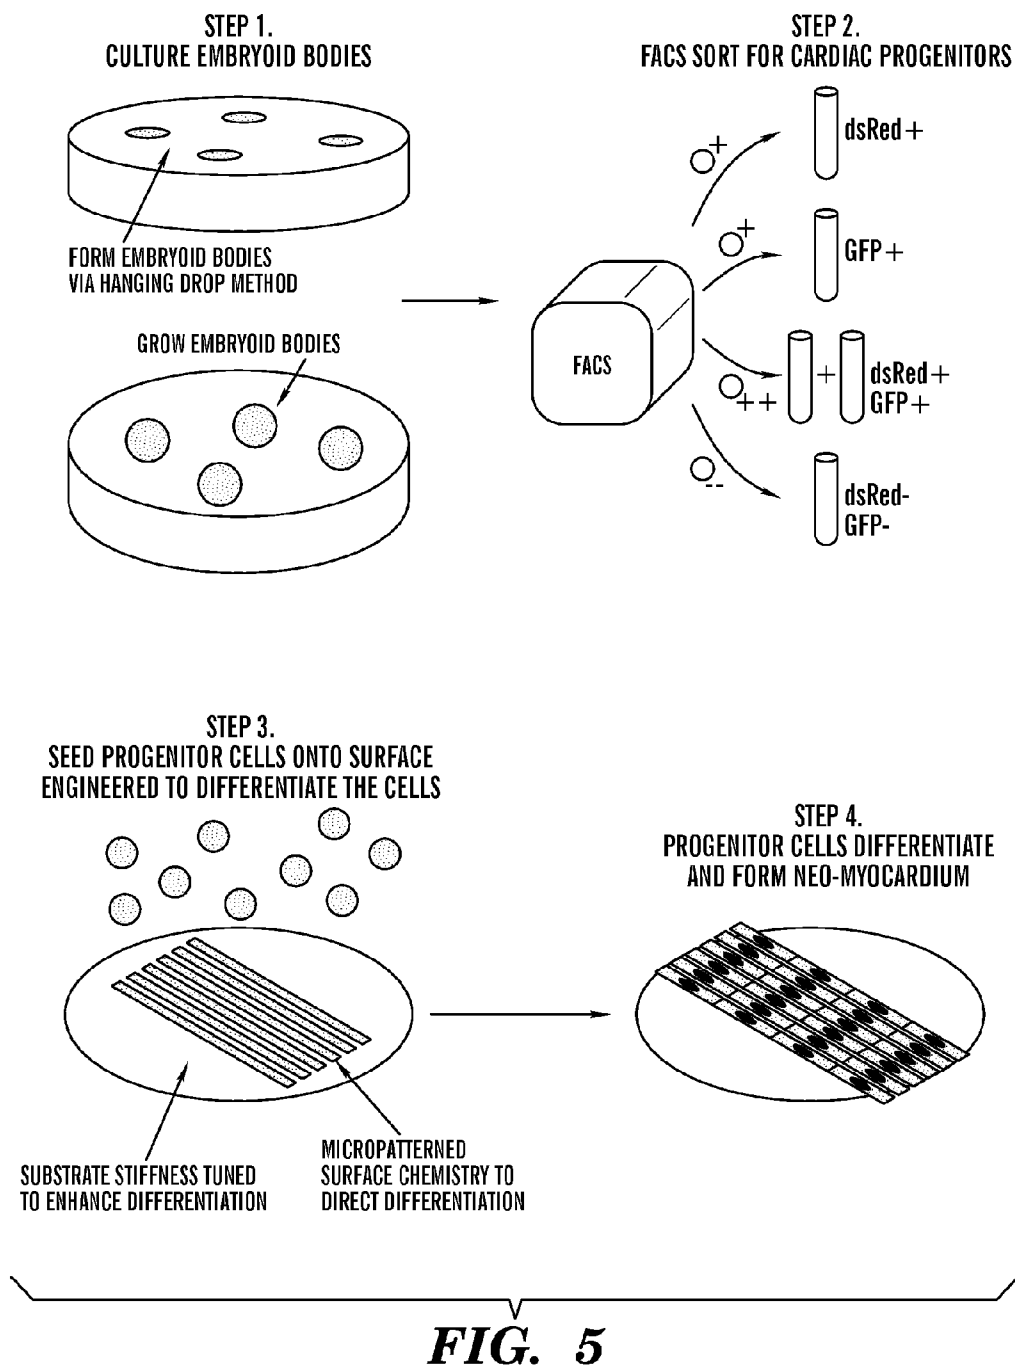 STEP 1.
CULTURE EMBRYOID BODIES
FORM EMBRYOID BODIES
VIA HANGING DROP METHOD
GROW EMBRYOID BODIES
STEP 2.
FACS SORT FOR CARDIAC PROGENITORS
FACS
+
dsRed+
+
GFP+
++
+
dsRed+
GFP+
--
dsRed-
GFP-
STEP 3.
SEED PROGENITOR CELLS ONTO SURFACE
ENGINEERED TO DIFFERENTIATE THE CELLS
SUBSTRATE STIFFNESS TUNED
TO ENHANCE DIFFERENTIATION
MICROPATTERNED
SURFACE CHEMISTRY TO
DIRECT DIFFERENTIATION
STEP 4.
PROGENITOR CELLS DIFFERENTIATE
AND FORM NEO-MYOCARDIUM
FIG. 5